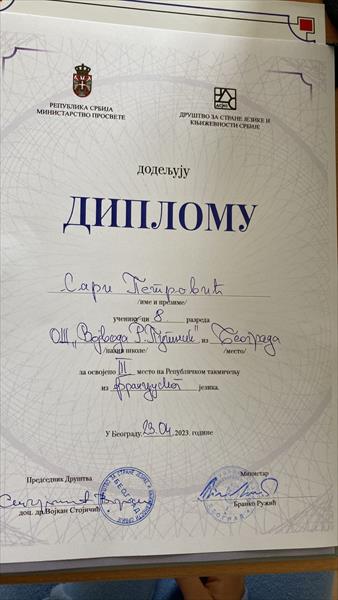 РЕПУБЛИКА СРБИЈА
МИНИСТАРСТВО ПРОСВЕТЕ
ДРУШТВО ЗА СТРАНЕ ЈЕЗИКЕ И
КЊИЖЕВНОСТИ СРБИЈЕ
додељују
ДИПЛОМУ
Сари Петровић
/име и презиме/
ученику/ци 8 разреда
ОШ „Војвода Р. Путник" из Београда
/назив школе/ /место/
за освојено III место на Републичком такмичењу
из француског језика.
У Београду, 23.04. 2023. године
Председник Друштва
Министар
доц. др Војкан Стојичић
Бранко Ружић